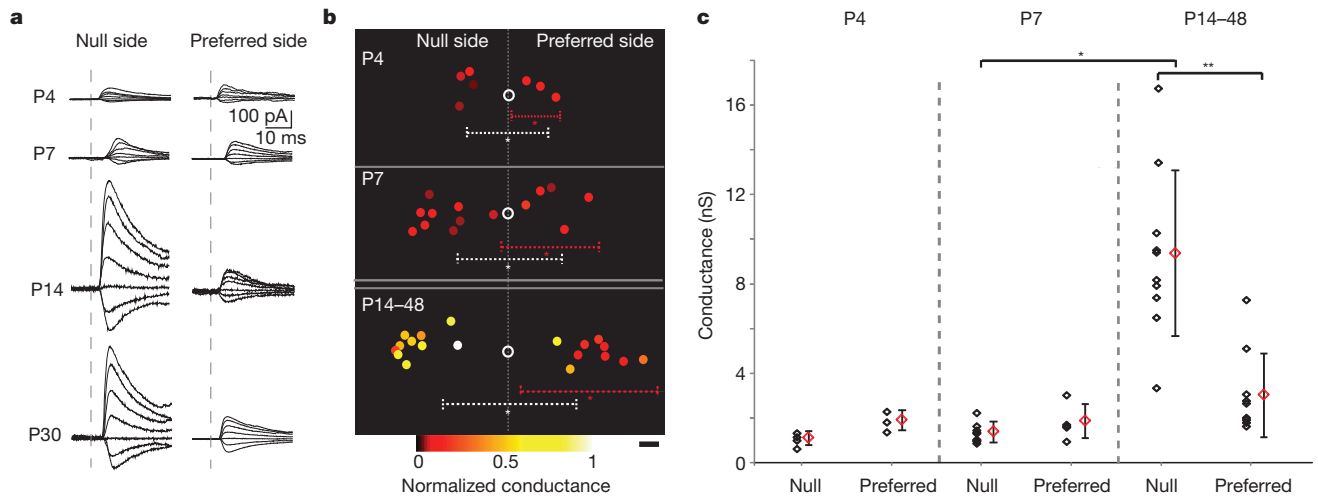 a
Null side Preferred side
P4
100 pA
10 ms
P7
P14
P30
b
Null side Preferred side
P4
*
*
P7
*
*
P14–48
*
*
0 0.5 1
Normalized conductance
c
P4 P7 P14–48
*
**
Conductance (nS)
16
12
8
4
0
Null Preferred Null Preferred Null Preferred